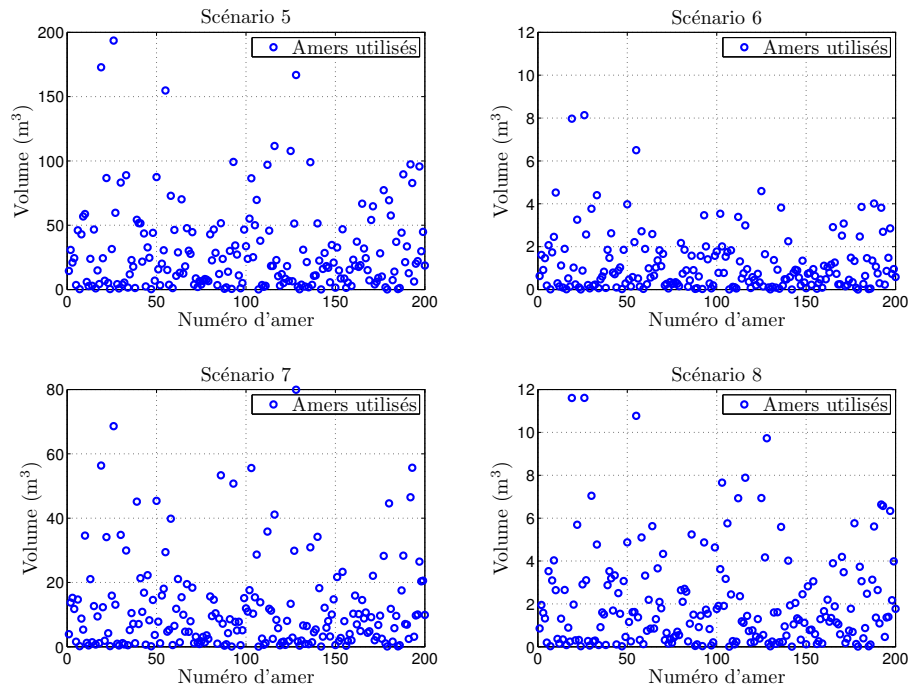 Scénario 5
Volume (m³)
200
150
100
50
0
Amers utilisés
0 50 100 150 200
Numéro d'amer
Scénario 6
Volume (m³)
12
10
8
6
4
2
0
Amers utilisés
0 50 100 150 200
Numéro d'amer
Scénario 7
Volume (m³)
80
60
40
20
0
Amers utilisés
0 50 100 150 200
Numéro d'amer
Scénario 8
Volume (m³)
12
10
8
6
4
2
0
Amers utilisés
0 50 100 150 200
Numéro d'amer